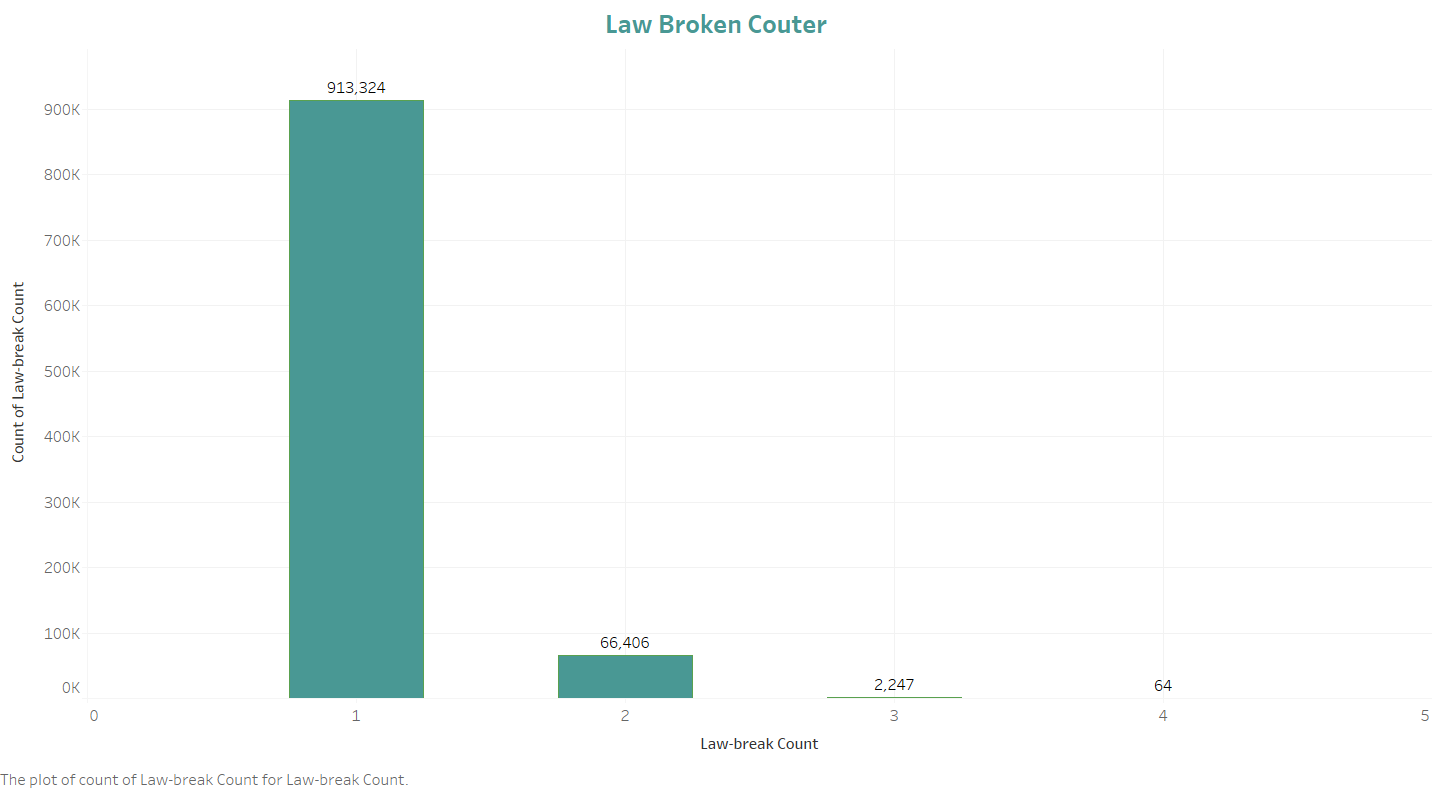 Law Broken Couter
913,324
900K
800K
700K
600K
500K
400K
300K
200K
100K
0K
Count of Law-break Count
66,406
2,247
64
0 1 2 3 4 5
Law-break Count
The plot of count of Law-break Count for Law-break Count.